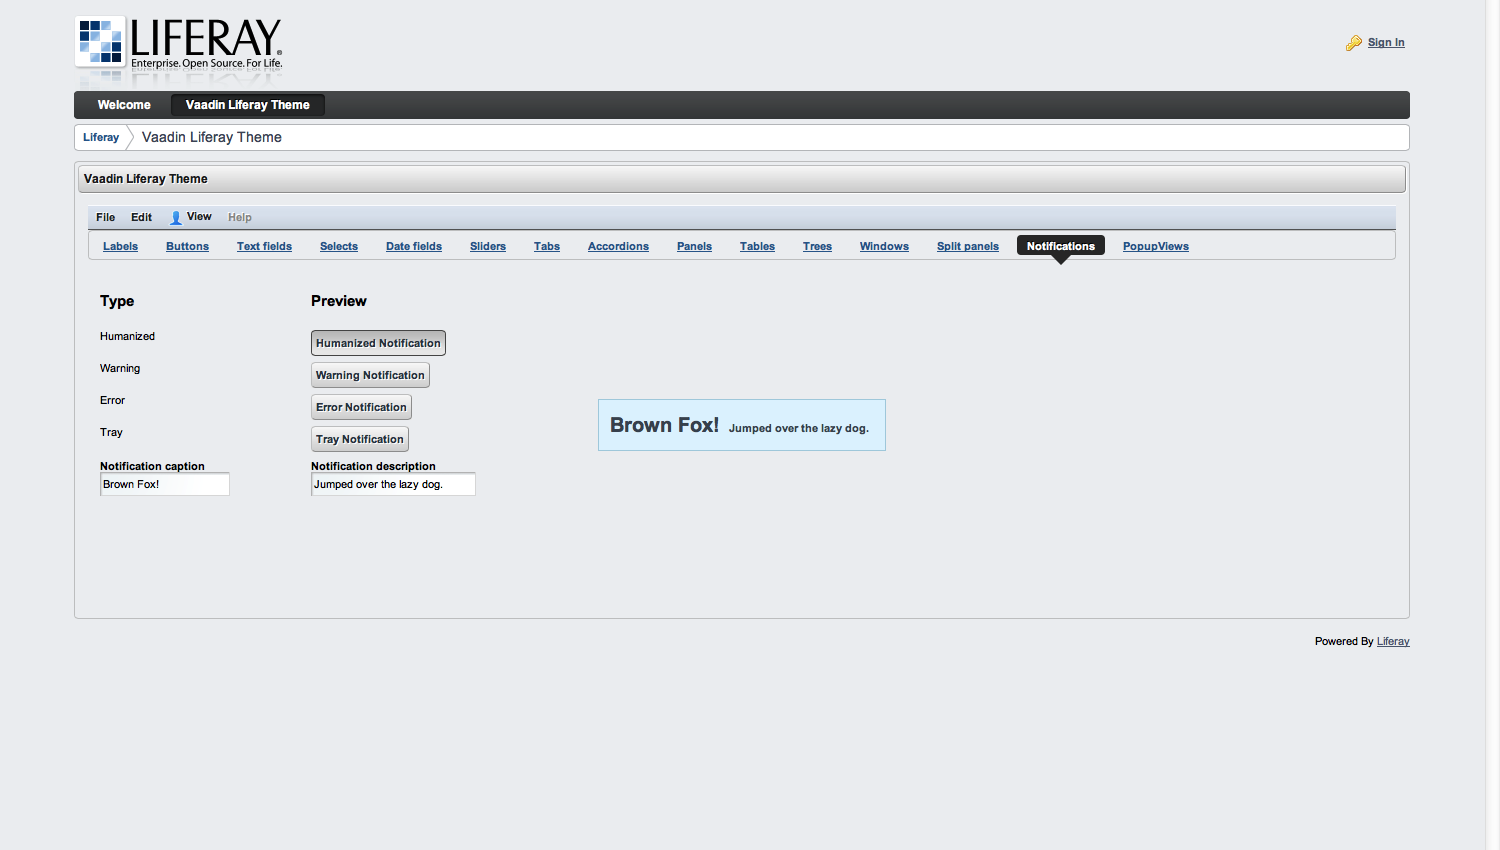 LIFERAY®
Enterprise. Open Source. For Life.
Sign In
Welcome Vaadin Liferay Theme
Liferay Vaadin Liferay Theme
Vaadin Liferay Theme
File Edit View Help
Labels Buttons Text fields Selects Date fields Sliders Tabs Accordions Panels Tables Trees Windows Split panels Notifications PopupViews
Type Preview
Humanized Humanized Notification
Warning Warning Notification
Error Error Notification
Brown Fox! Jumped over the lazy dog.
Tray Tray Notification
Notification caption Notification description
Brown Fox! Jumped over the lazy dog.
Powered By Liferay